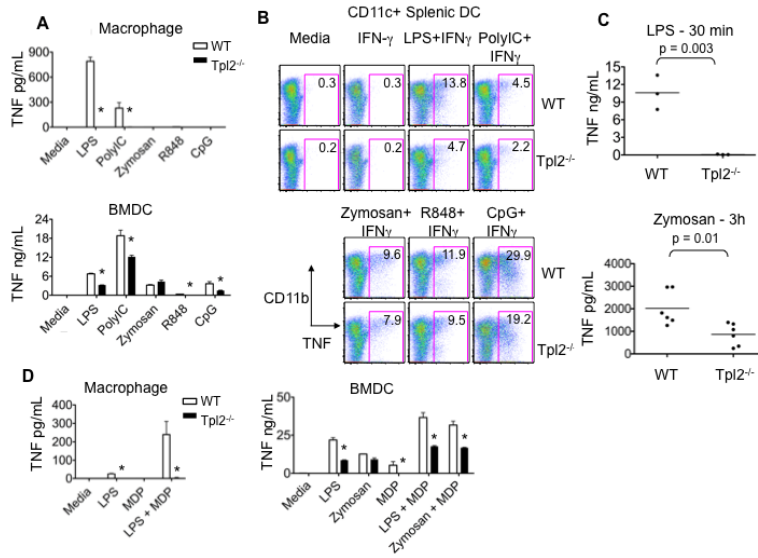 A
Macrophage
WT
Tpl2-/-
TNF pg/mL
900
600
300
0
*
*
Media
LPS
PolyIC
Zymosan
R848
CpG
BMDC
TNF ng/mL
24
18
12
6
0
*
*
*
*
Media
LPS
PolyIC
Zymosan
R848
CpG
B
CD11c+ Splenic DC
Media
IFN-γ
LPS+IFNγ
PolyIC+
IFNγ
0.3
0.3
13.8
4.5
WT
0.2
0.2
4.7
2.2
Tpl2-/-
Zymosan+
IFNγ
R848+
IFNγ
CpG+
IFNγ
9.6
11.9
29.9
WT
7.9
9.5
19.2
Tpl2-/-
CD11b
TNF
C
LPS - 30 min
p = 0.003
TNF ng/mL
15
12
9
6
3
0
WT
Tpl2-/-
Zymosan - 3h
p = 0.01
TNF pg/mL
4000
3000
2000
1000
0
WT
Tpl2-/-
D
Macrophage
WT
Tpl2-/-
TNF pg/mL
400
300
200
100
0
*
*
Media
LPS
MDP
LPS + MDP
BMDC
TNF ng/mL
50
25
0
*
*
*
*
Media
LPS
Zymosan
MDP
LPS + MDP
Zymosan + MDP